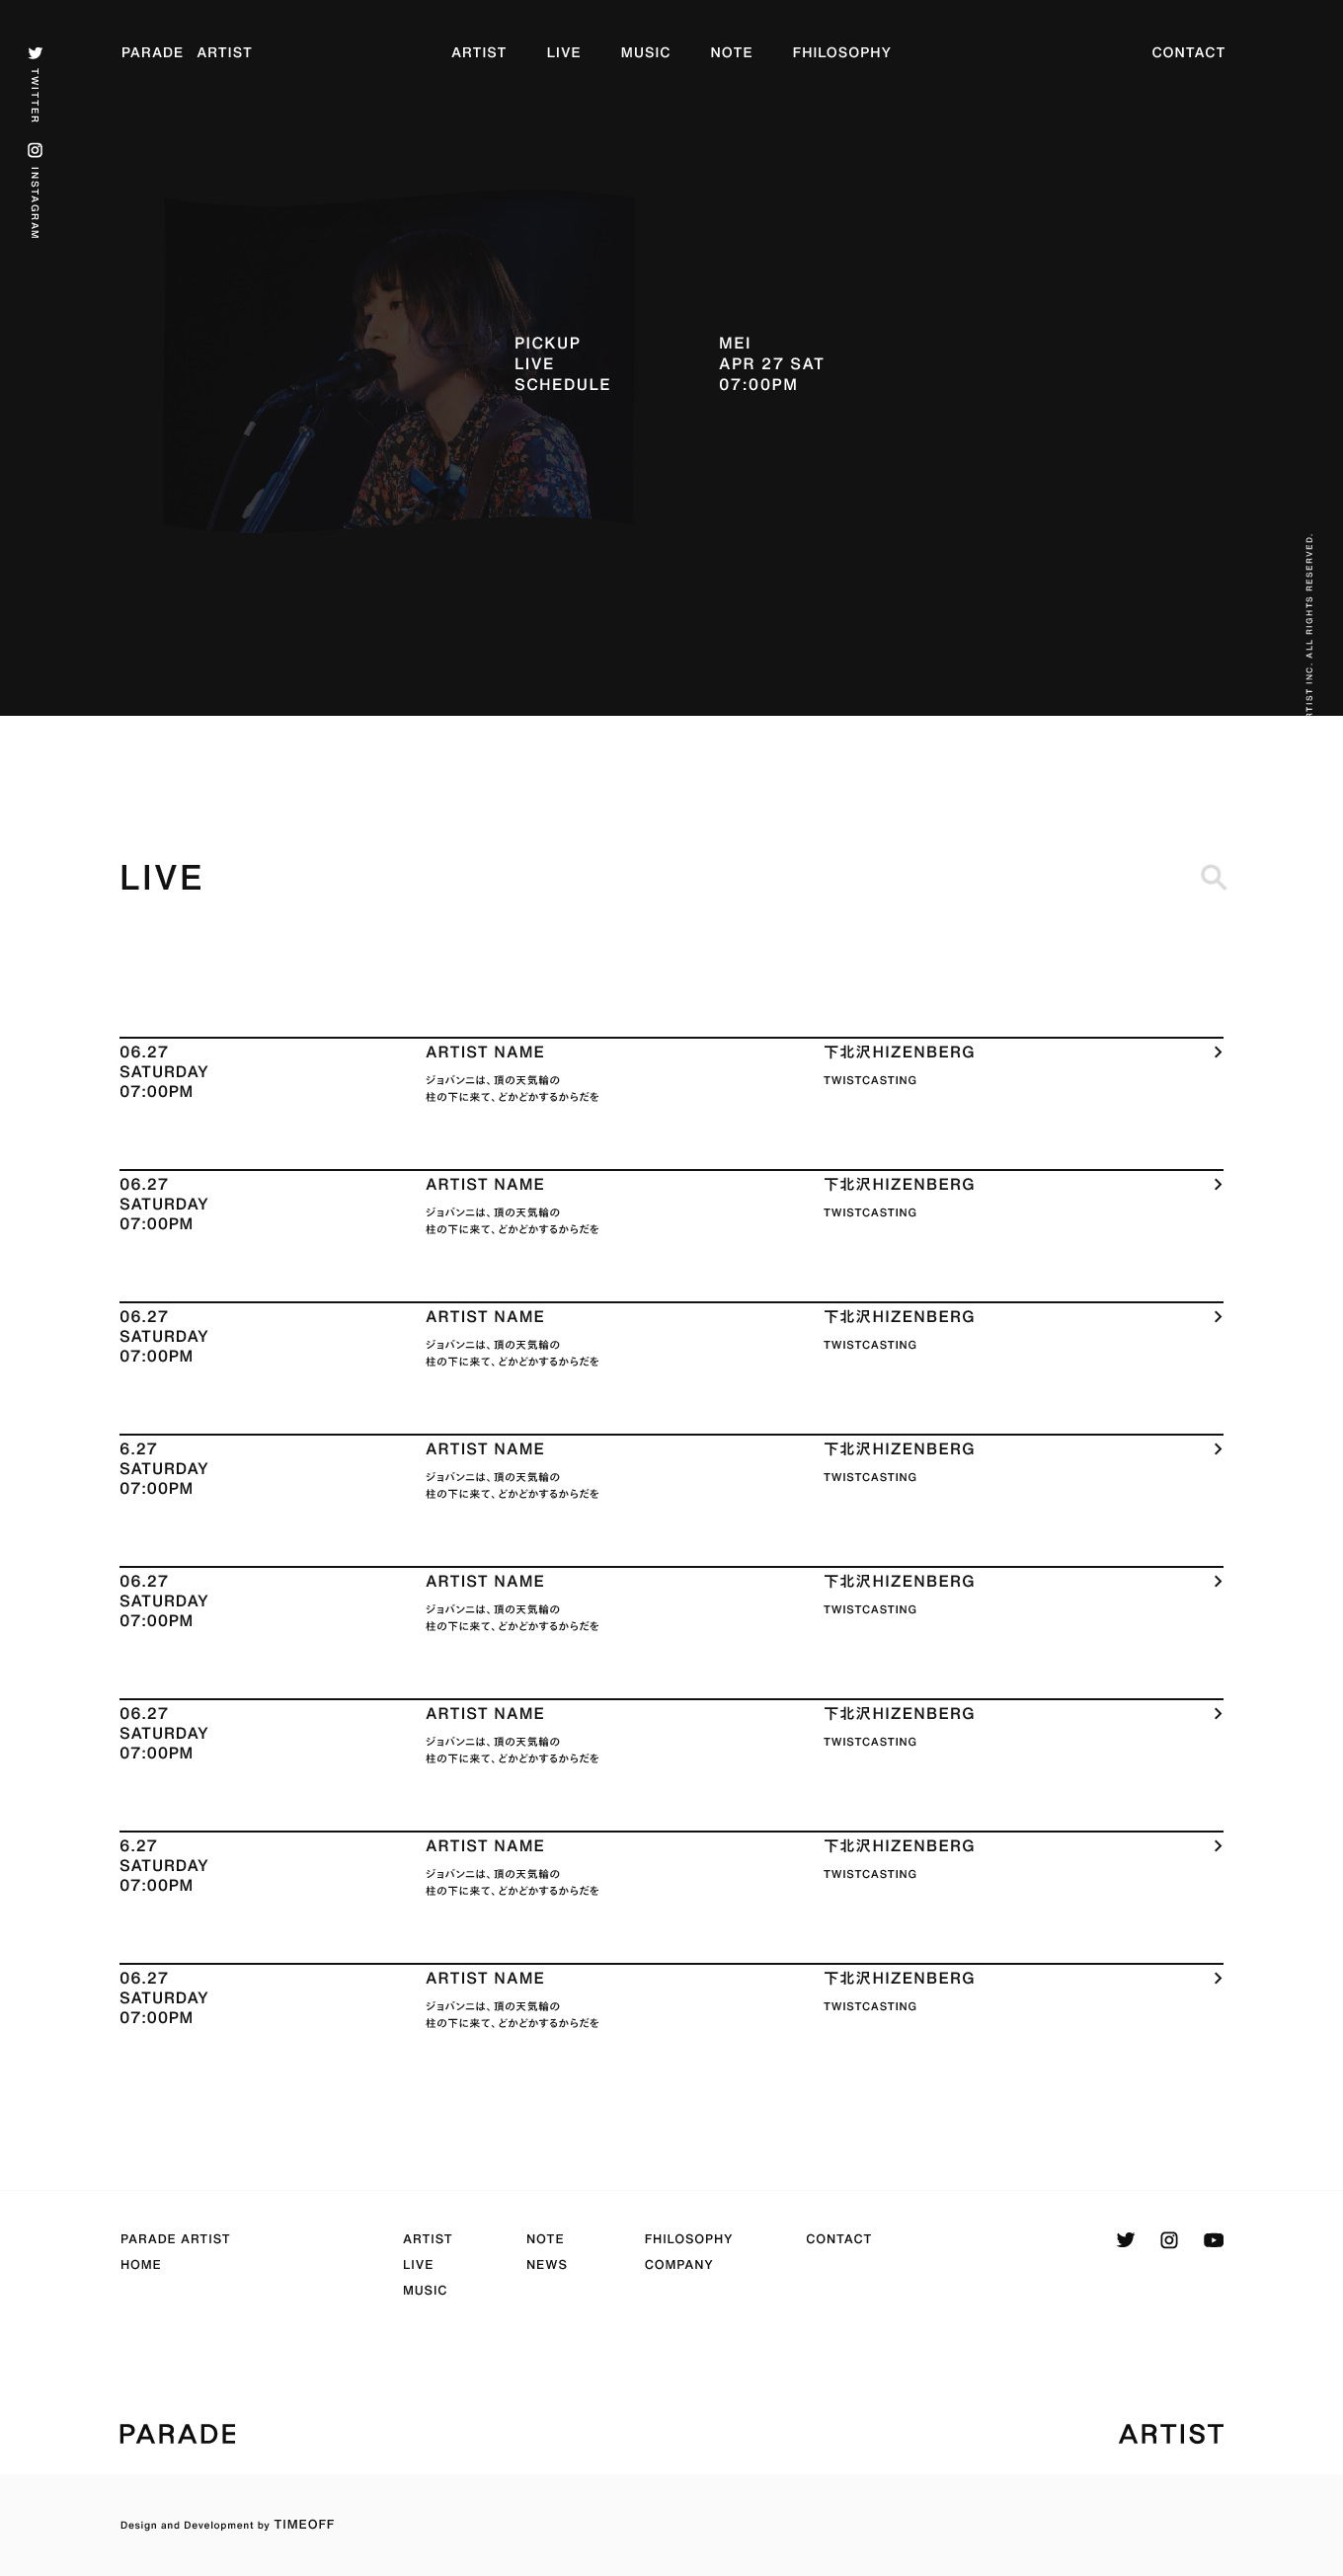 PARADE ARTIST
ARTIST LIVE MUSIC NOTE FHILOSOPHY
CONTACT
TWITTER
INSTAGRAM
PICKUP
LIVE
SCHEDULE
MEI
APR 27 SAT
07:00PM
INC. ALL RIGHTS RESERVED.
LIVE
06.27
SATURDAY
07:00PM
ARTIST NAME
ジョバンニは、頂の天気輪の
柱の下に来て、どかどかするからだを
下北沢HIZENBERG
TWISTCASTING
06.27
SATURDAY
07:00PM
ARTIST NAME
ジョバンニは、頂の天気輪の
柱の下に来て、どかどかするからだを
下北沢HIZENBERG
TWISTCASTING
06.27
SATURDAY
07:00PM
ARTIST NAME
ジョバンニは、頂の天気輪の
柱の下に来て、どかどかするからだを
下北沢HIZENBERG
TWISTCASTING
6.27
SATURDAY
07:00PM
ARTIST NAME
ジョバンニは、頂の天気輪の
柱の下に来て、どかどかするからだを
下北沢HIZENBERG
TWISTCASTING
06.27
SATURDAY
07:00PM
ARTIST NAME
ジョバンニは、頂の天気輪の
柱の下に来て、どかどかするからだを
下北沢HIZENBERG
TWISTCASTING
06.27
SATURDAY
07:00PM
ARTIST NAME
ジョバンニは、頂の天気輪の
柱の下に来て、どかどかするからだを
下北沢HIZENBERG
TWISTCASTING
6.27
SATURDAY
07:00PM
ARTIST NAME
ジョバンニは、頂の天気輪の
柱の下に来て、どかどかするからだを
下北沢HIZENBERG
TWISTCASTING
06.27
SATURDAY
07:00PM
ARTIST NAME
ジョバンニは、頂の天気輪の
柱の下に来て、どかどかするからだを
下北沢HIZENBERG
TWISTCASTING
PARADE ARTIST
HOME
ARTIST
LIVE
MUSIC
NOTE
NEWS
FHILOSOPHY
COMPANY
CONTACT
PARADE
ARTIST
Design and Development by TIMEOFF